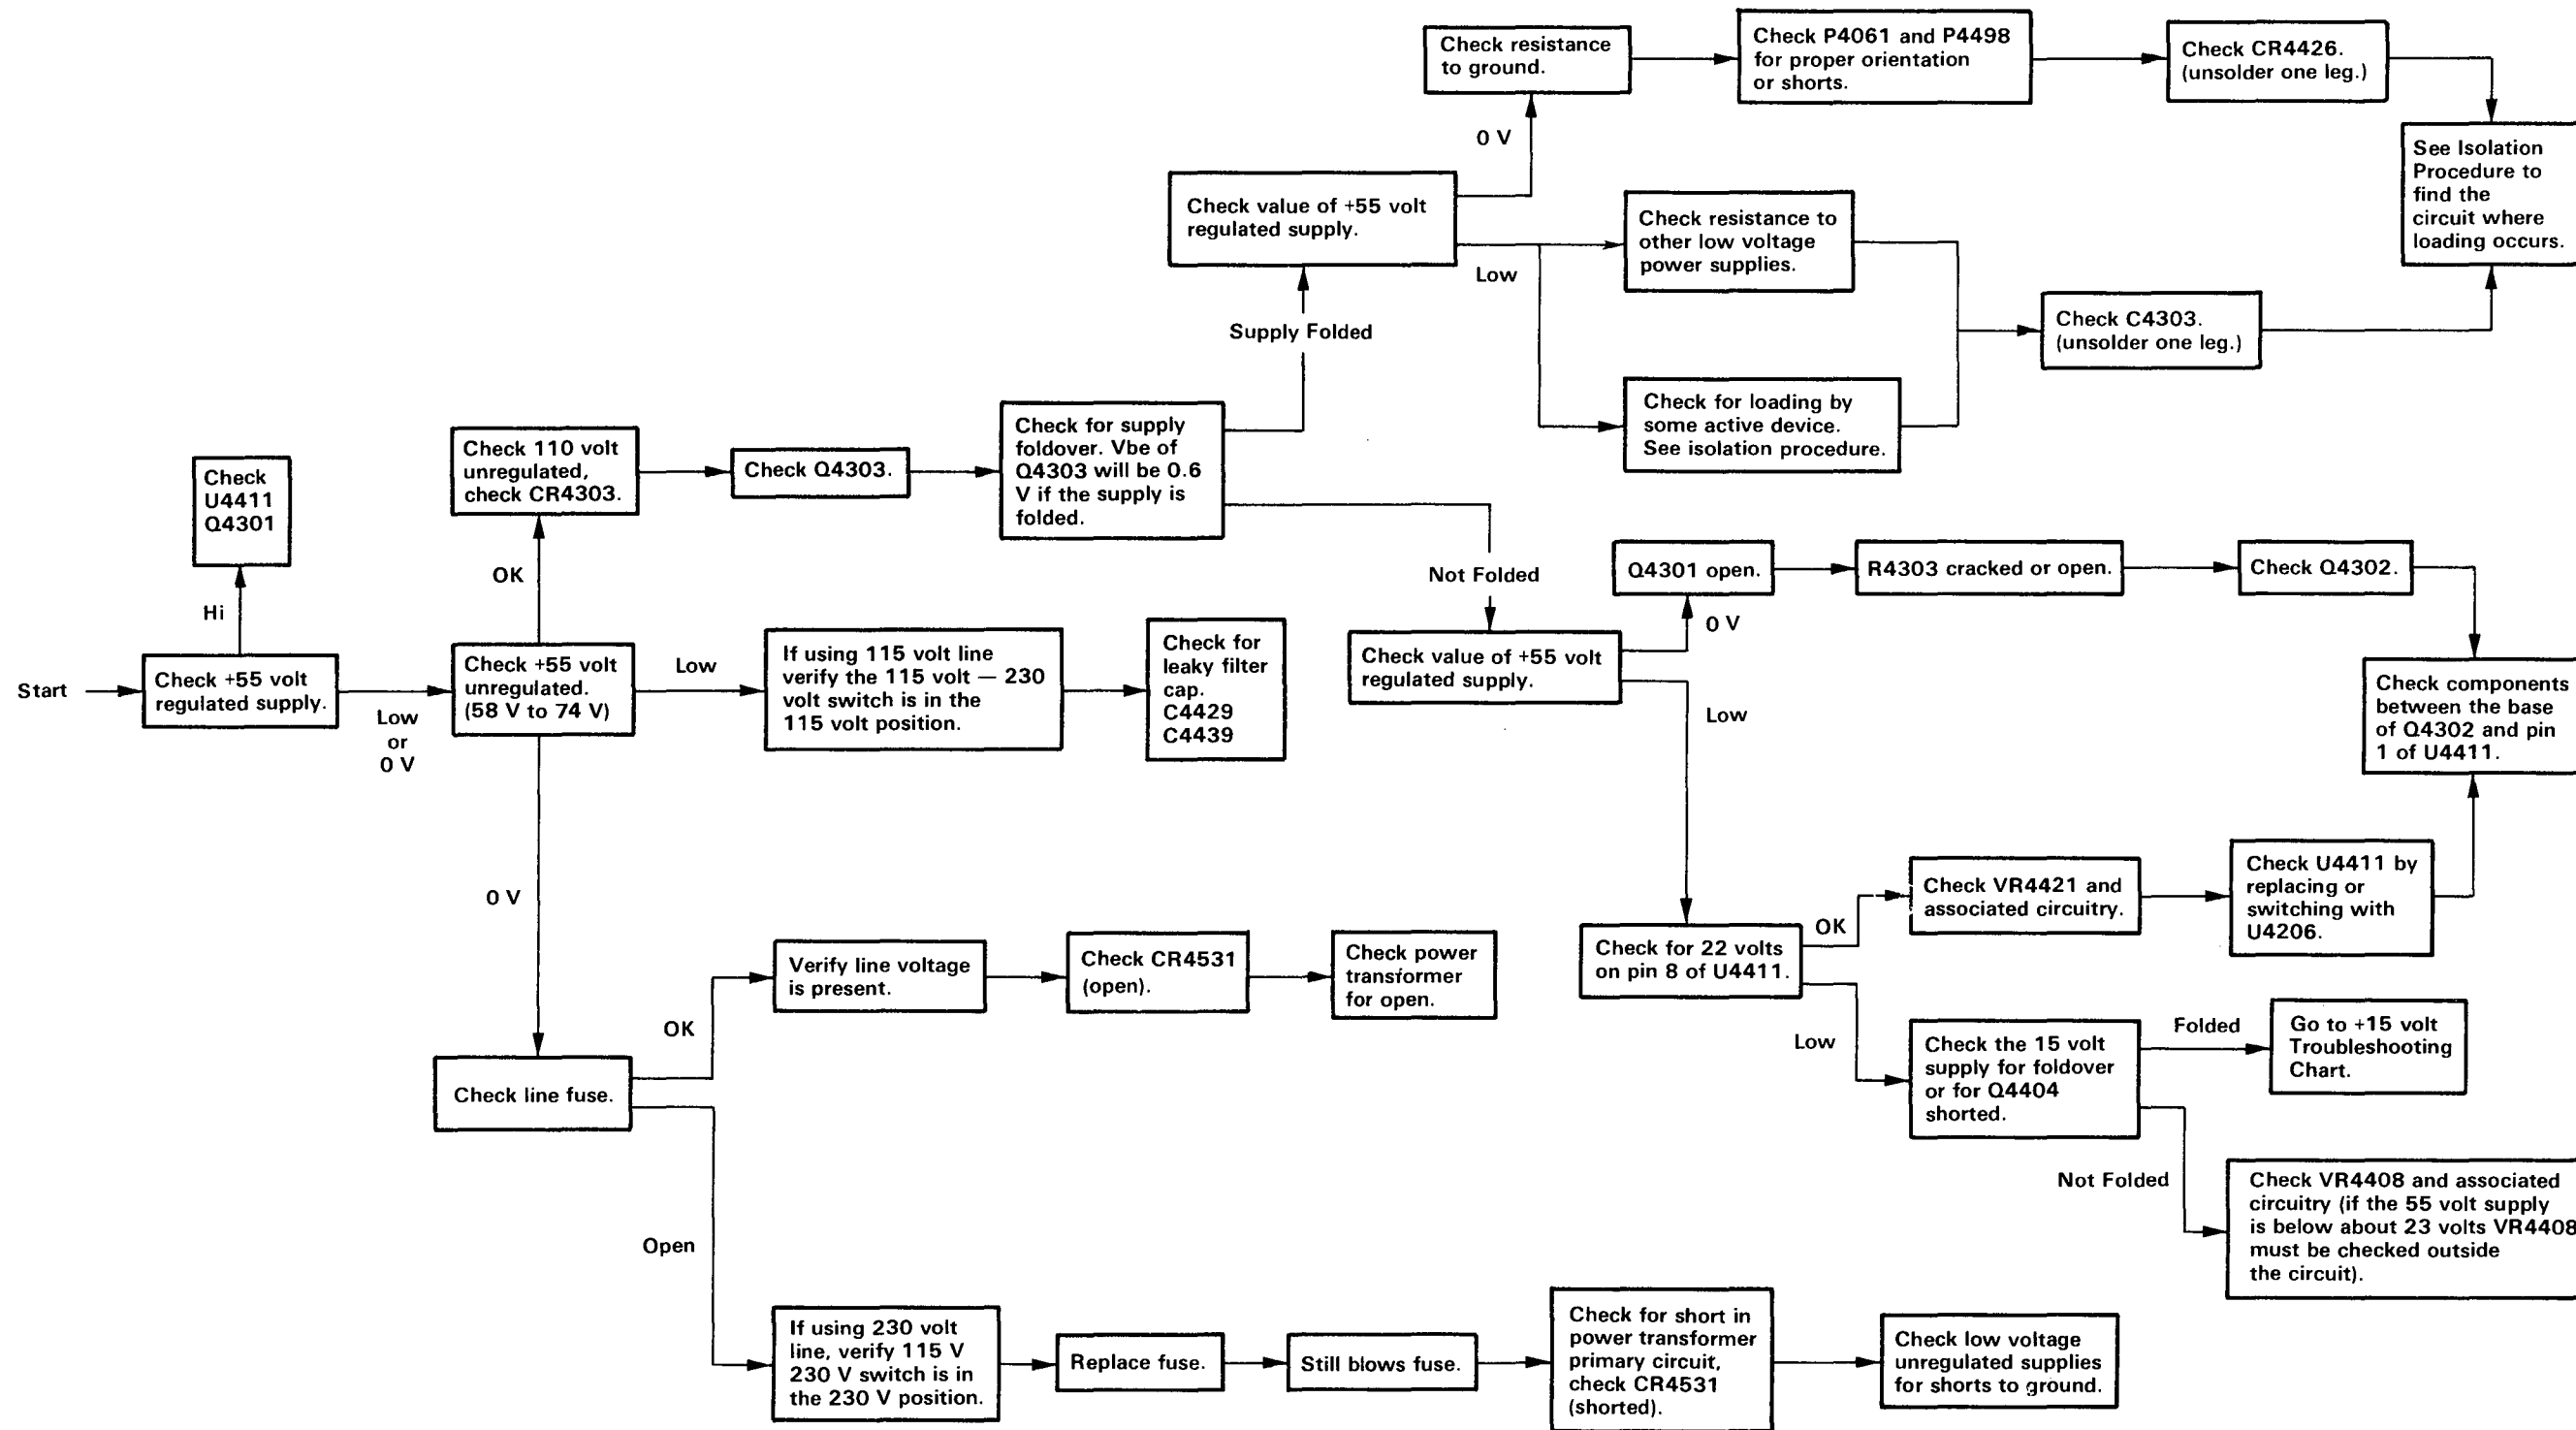 Check resistance
to ground.
Check P4061 and P4498
for proper orientation
or shorts.
Check CR4426.
(unsolder one leg.)
0 V
See Isolation
Procedure to
find the
circuit where
loading occurs.
Check value of +55 volt
regulated supply.
Check resistance to
other low voltage
power supplies.
Low
Check C4303.
(unsolder one leg.)
Supply Folded
Check for loading by
some active device.
See isolation procedure.
Check
U4411
Q4301
Check 110 volt
unregulated,
check CR4303.
Check Q4303.
Check for supply
foldover. Vbe of
Q4303 will be 0.6
V if the supply is
folded.
OK
Hi
Not Folded
Q4301 open.
R4303 cracked or open.
Check Q4302.
0 V
Start
Check +55 volt
regulated supply.
Low
or
0 V
Check +55 volt
unregulated.
(58 V to 74 V)
Low
If using 115 volt line
verify the 115 volt — 230
volt switch is in the
115 volt position.
Check for
leaky filter
cap.
C4429
C4439
Check value of +55 volt
regulated supply.
Low
Check components
between the base
of Q4302 and pin
1 of U4411.
0 V
Check for 22 volts
on pin 8 of U4411.
OK
Check VR4421 and
associated circuitry.
Check U4411 by
replacing or
switching with
U4206.
Verify line voltage
is present.
Check CR4531
(open).
Check power
transformer
for open.
OK
Low
Check the 15 volt
supply for foldover
or for Q4404
shorted.
Folded
Go to +15 volt
Troubleshooting
Chart.
Check line fuse.
Not Folded
Check VR4408 and associated
circuitry (if the 55 volt supply
is below about 23 volts VR4408
must be checked outside
the circuit).
Open
If using 230 volt
line, verify 115 V
230 V switch is in
the 230 V position.
Replace fuse.
Still blows fuse.
Check for short in
power transformer
primary circuit,
check CR4531
(shorted).
Check low voltage
unregulated supplies
for shorts to ground.